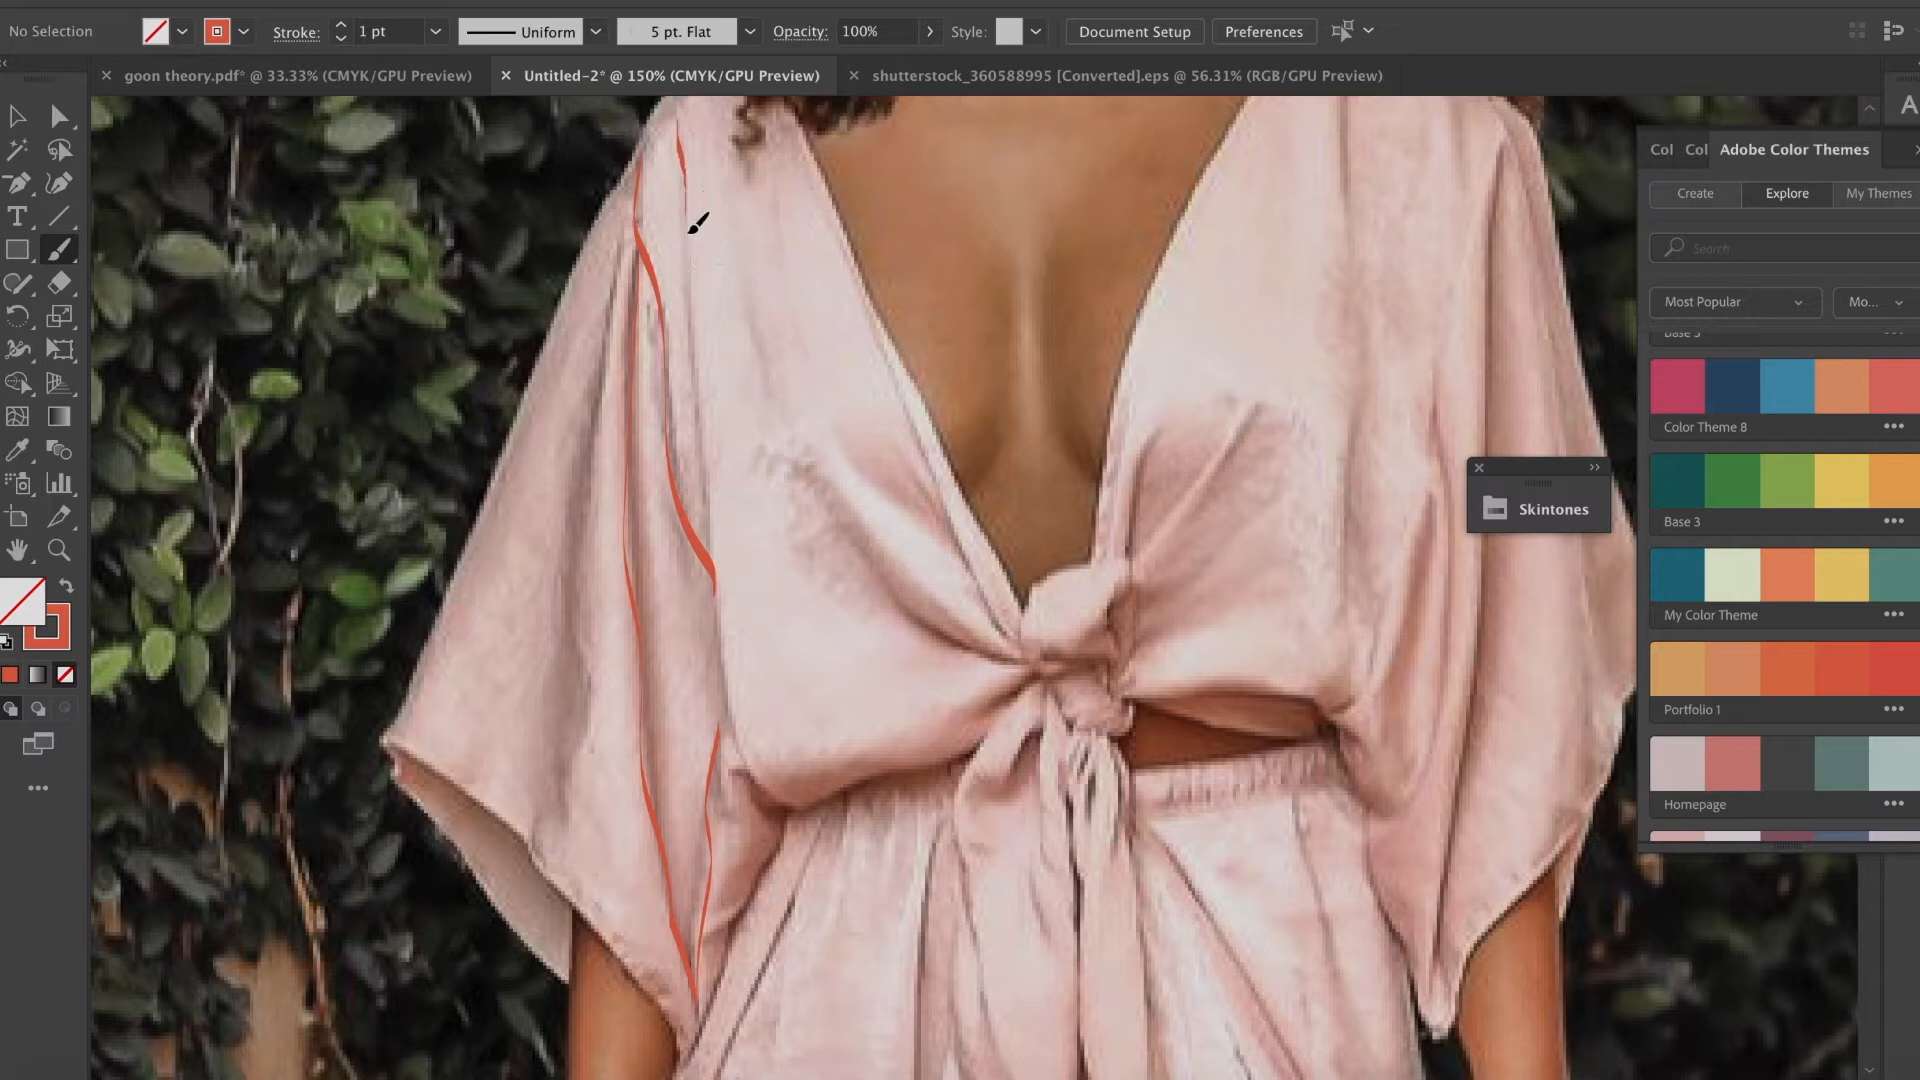 No Selection
Stroke:
1 pt
Uniform
5 pt. Flat
Opacity:
100%
Style:
Document Setup
Preferences
goon theory.pdf* @ 33.33% (CMYK/GPU Preview)
Untitled-2* @ 150% (CMYK/GPU Preview)
shutterstock_360588995 [Converted].eps @ 56.31% (RGB/GPU Preview)
A
Col
Col
Adobe Color Themes
Create
Explore
My Themes
Search
Most Popular
Mo...
Base 3
Color Theme 8
Base 3
My Color Theme
Portfolio 1
Homepage
Skintones